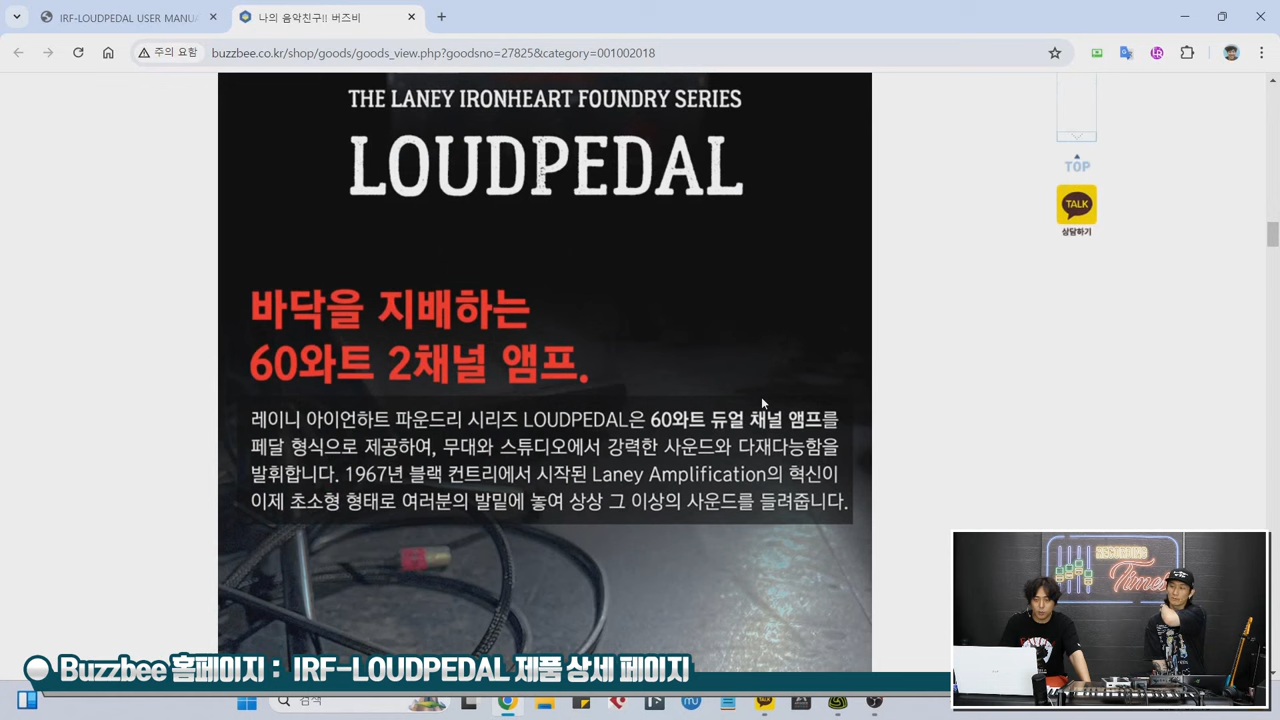 IRF-LOUDPEDAL USER MANUA
나의 음악친구!! 버즈비
주의 요함
buzzbee.co.kr/shop/goods/goods_view.php?goodsno=27825&category=001002018
THE LANEY IRONHEART FOUNDRY SERIES
LOUDPEDAL
TOP
TALK
상담하기
바닥을 지배하는
60와트 2채널 앰프.
레이니 아이언하트 파운드리 시리즈 LOUDPEDAL은 60와트 듀얼 채널 앰프를
페달 형식으로 제공하여, 무대와 스튜디오에서 강력한 사운드와 다재다능함을
발휘합니다. 1967년 블랙 컨트리에서 시작된 Laney Amplification의 혁신이
이제 초소형 형태로 여러분의 발밑에 놓여 상상 그 이상의 사운드를 들려줍니다.
Times
Buzzbee 홈페이지 : IRF-LOUDPEDAL 제품 상세 페이지
검색